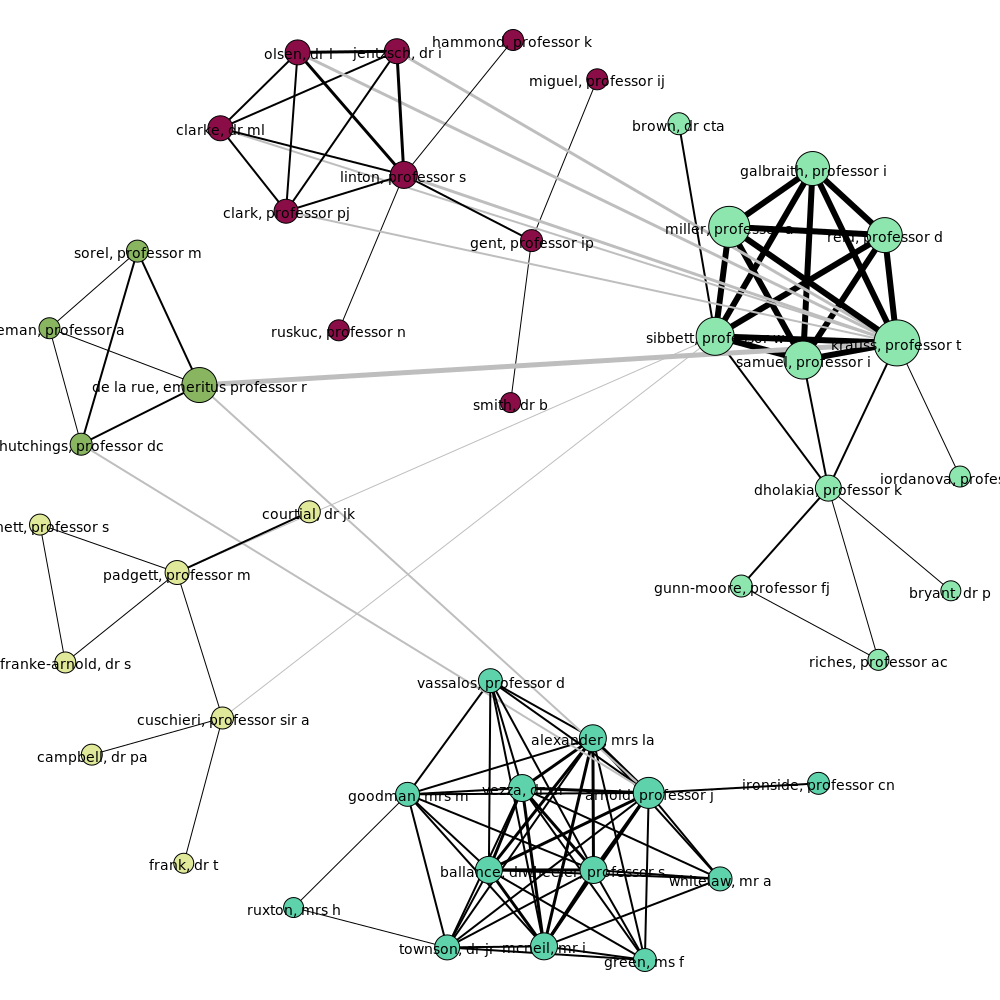 hammond, professor k
olsen, dr l
jentzsch, dr i
miguel, professor ij
brown, dr cta
clarke, dr ml
galbraith, professor i
linton, professor s
clark, professor pj
miller, professor a
reid, professor d
gent, professor ip
sorel, professor m
eman, professor a
ruskuc, professor n
sibbett, professor w
krauss, professor t
samuel, professor i
de la rue, emeritus professor r
smith, dr b
hutchings, professor dc
iordanova, profes
dholakia, professor k
courtial, dr jk
nett, professor s
padgett, professor m
gunn-moore, professor fj
bryant, dr p
franke-arnold, dr s
riches, professor ac
vassalos, professor d
cuschieri, professor sir a
alexander, mrs la
campbell, dr pa
ironside, professor cn
goodman, mrs m
vezza, dr
arnold, professor j
frank, dr t
ballance, dr
professor s
whitelaw, mr a
ruxton, mrs h
townson, dr jr
mcneil, mr i
green, ms f